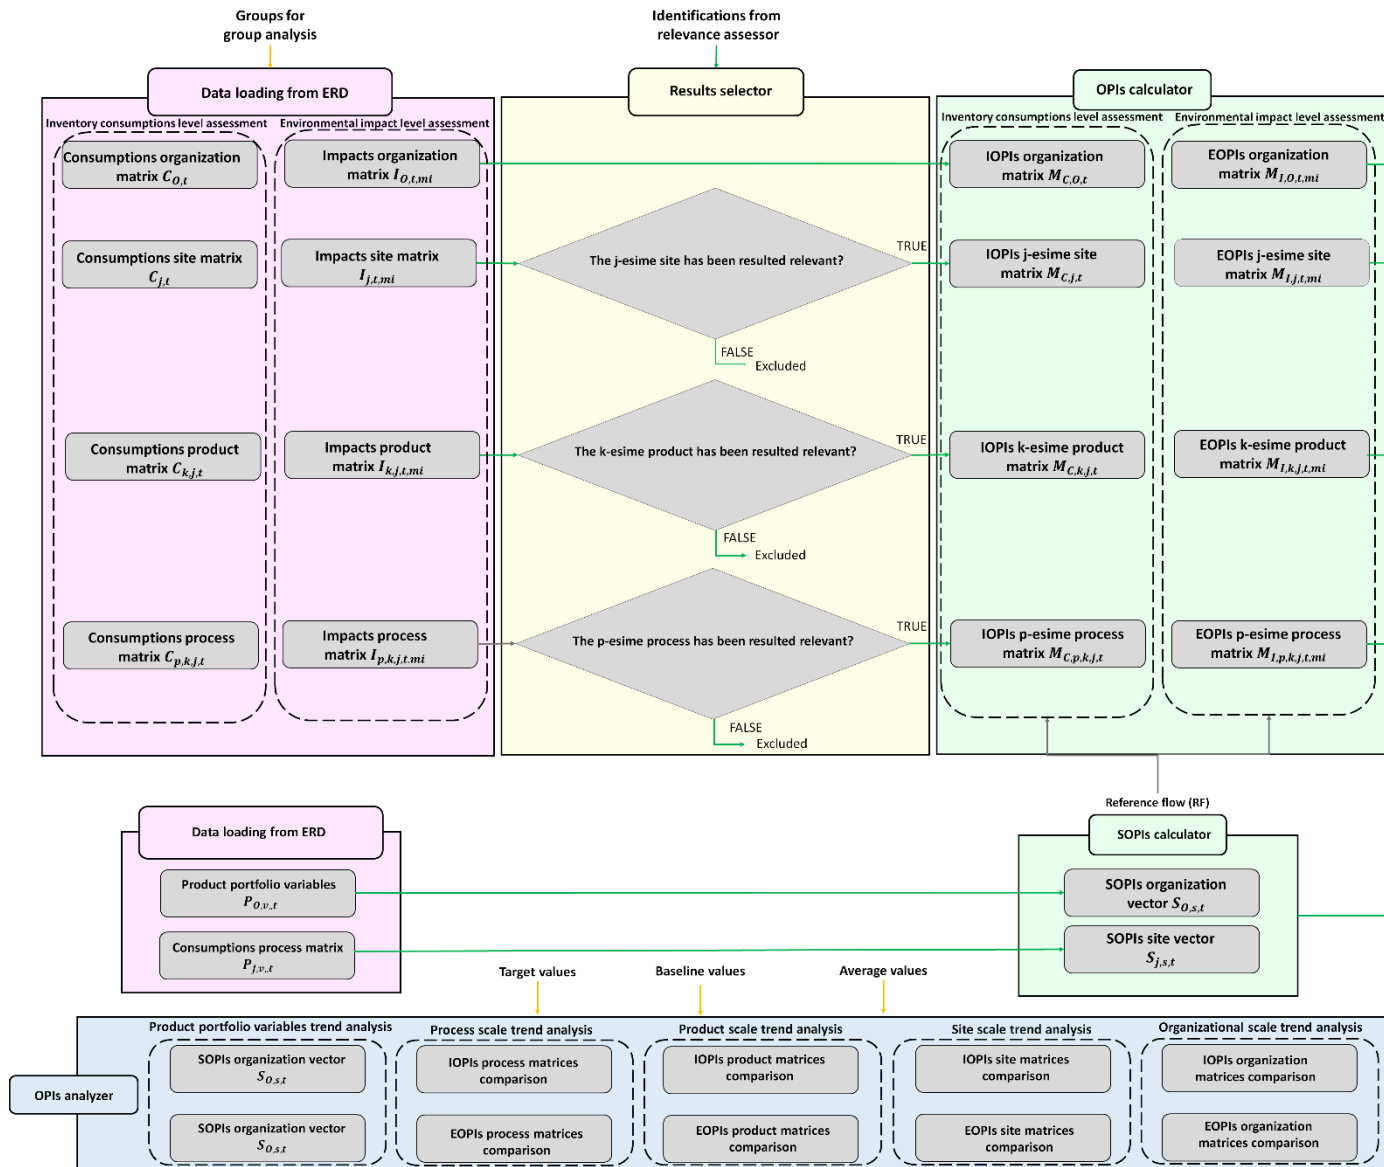 Groups for
group analysis
Identifications from
relevance assessor
Data loading from ERD
Results selector
OPIs calculator
Inventory consumptions level assessment
Environmental impact level assessment
Inventory consumptions level assessment
Environmental impact level assessment
Consumptions organization
matrix C_{O,t}
Impacts organization
matrix I_{O,t,mi}
IOPIs organization
matrix M_{C,O,t}
EOPIs organization
matrix M_{I,O,t,mi}
Consumptions site matrix
C_{j,t}
Impacts site matrix
I_{j,t,mi}
The j-esime site has been resulted relevant?
TRUE
IOPIs j-esime site
matrix M_{C,j,t}
EOPIs j-esime site
matrix M_{I,j,t,mi}
FALSE
Excluded
Consumptions product
matrix C_{k,j,t}
Impacts product
matrix I_{k,j,t,mi}
The k-esime product has been resulted relevant?
TRUE
IOPIs k-esime product
matrix M_{C,k,j,t}
EOPIs k-esime product
matrix M_{I,k,j,t,mi}
FALSE
Excluded
Consumptions process
matrix C_{p,k,j,t}
Impacts process
matrix I_{p,k,j,t.mi}
The p-esime process has been resulted relevant?
TRUE
IOPIs p-esime process
matrix M_{C,p,k,j,t}
EOPIs p-esime process
matrix M_{I,p,k,j,t,mi}
FALSE
Excluded
Reference flow (RF)
Data loading from ERD
SOPIs calculator
Product portfolio variables
P_{O,v,,t}
SOPIs organization
vector S_{O,s,t}
Consumptions process matrix
P_{j,v,,t}
SOPIs site vector
S_{j,s,t}
Target values
Baseline values
Average values
OPIs analyzer
Product portfolio variables trend analysis
Process scale trend analysis
Product scale trend analysis
Site scale trend analysis
Organizational scale trend analysis
SOPIs organization vector
S_{O,s,t}
IOPIs process matrices
comparison
IOPIs product matrices
comparison
IOPIs site matrices
comparison
IOPIs organization
matrices comparison
SOPIs organization vector
S_{O,s,t}
EOPIs process matrices
comparison
EOPIs product matrices
comparison
EOPIs site matrices
comparison
EOPIs organization
matrices comparison